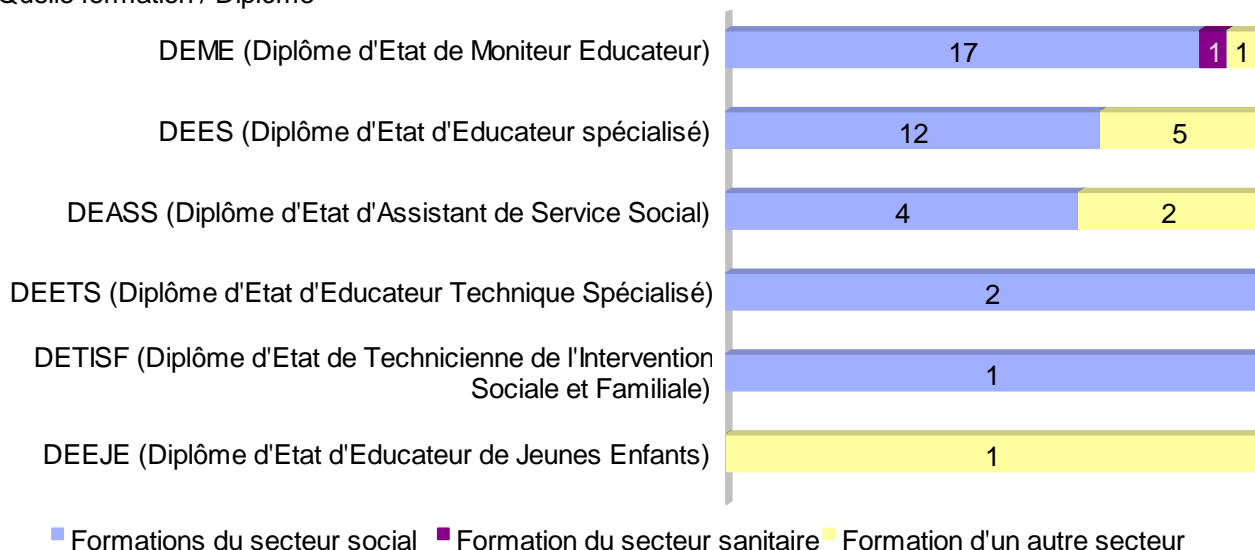 Quelle formation / Diplôme
DEME (Diplôme d'Etat de Moniteur Educateur) 17 1 1
DEES (Diplôme d'Etat d'Educateur spécialisé) 12 5
DEASS (Diplôme d'Etat d'Assistant de Service Social) 4 2
DEETS (Diplôme d'Etat d'Educateur Technique Spécialisé) 2
DETISF (Diplôme d'Etat de Technicienne de l'Intervention
Sociale et Familiale) 1
DEEJE (Diplôme d'Etat d'Educateur de Jeunes Enfants) 1
Formations du secteur social Formation du secteur sanitaire Formation d'un autre secteur